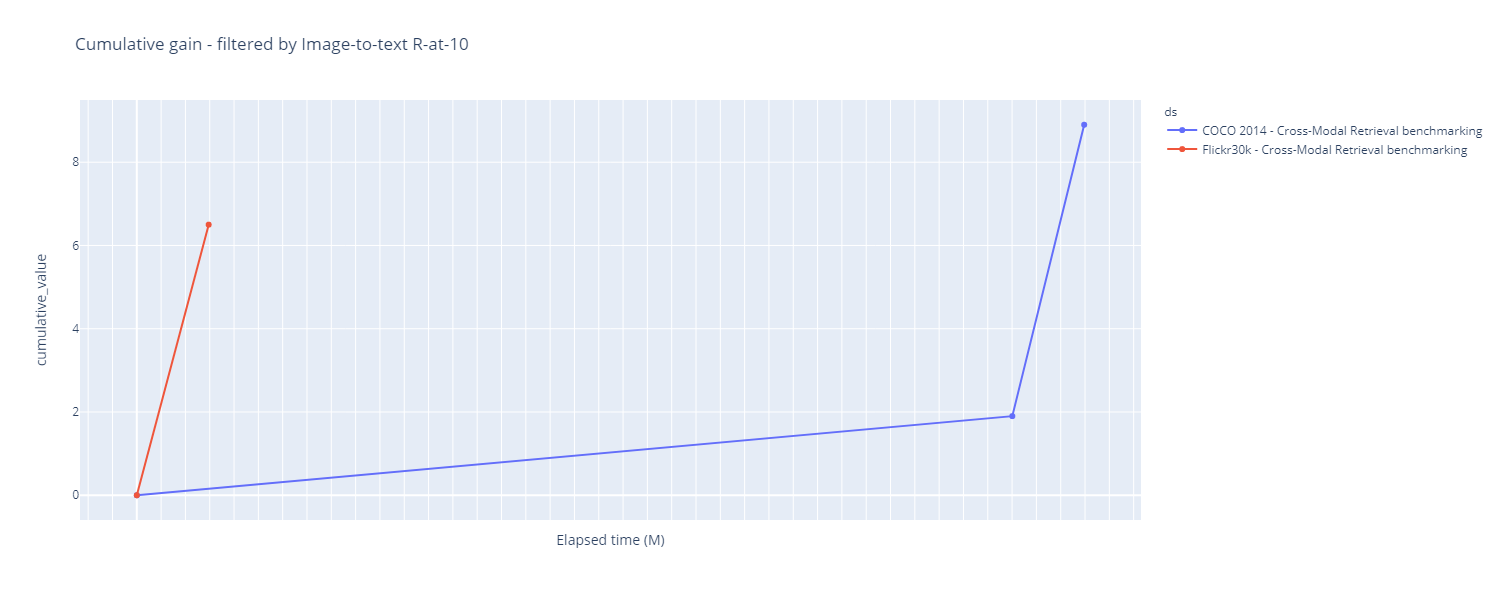 Cumulative gain - filtered by Image-to-text R-at-10
ds
COCO 2014 - Cross-Modal Retrieval benchmarking
Flickr30k - Cross-Modal Retrieval benchmarking
8
6
4
2
0
cumulative_value
Elapsed time (M)